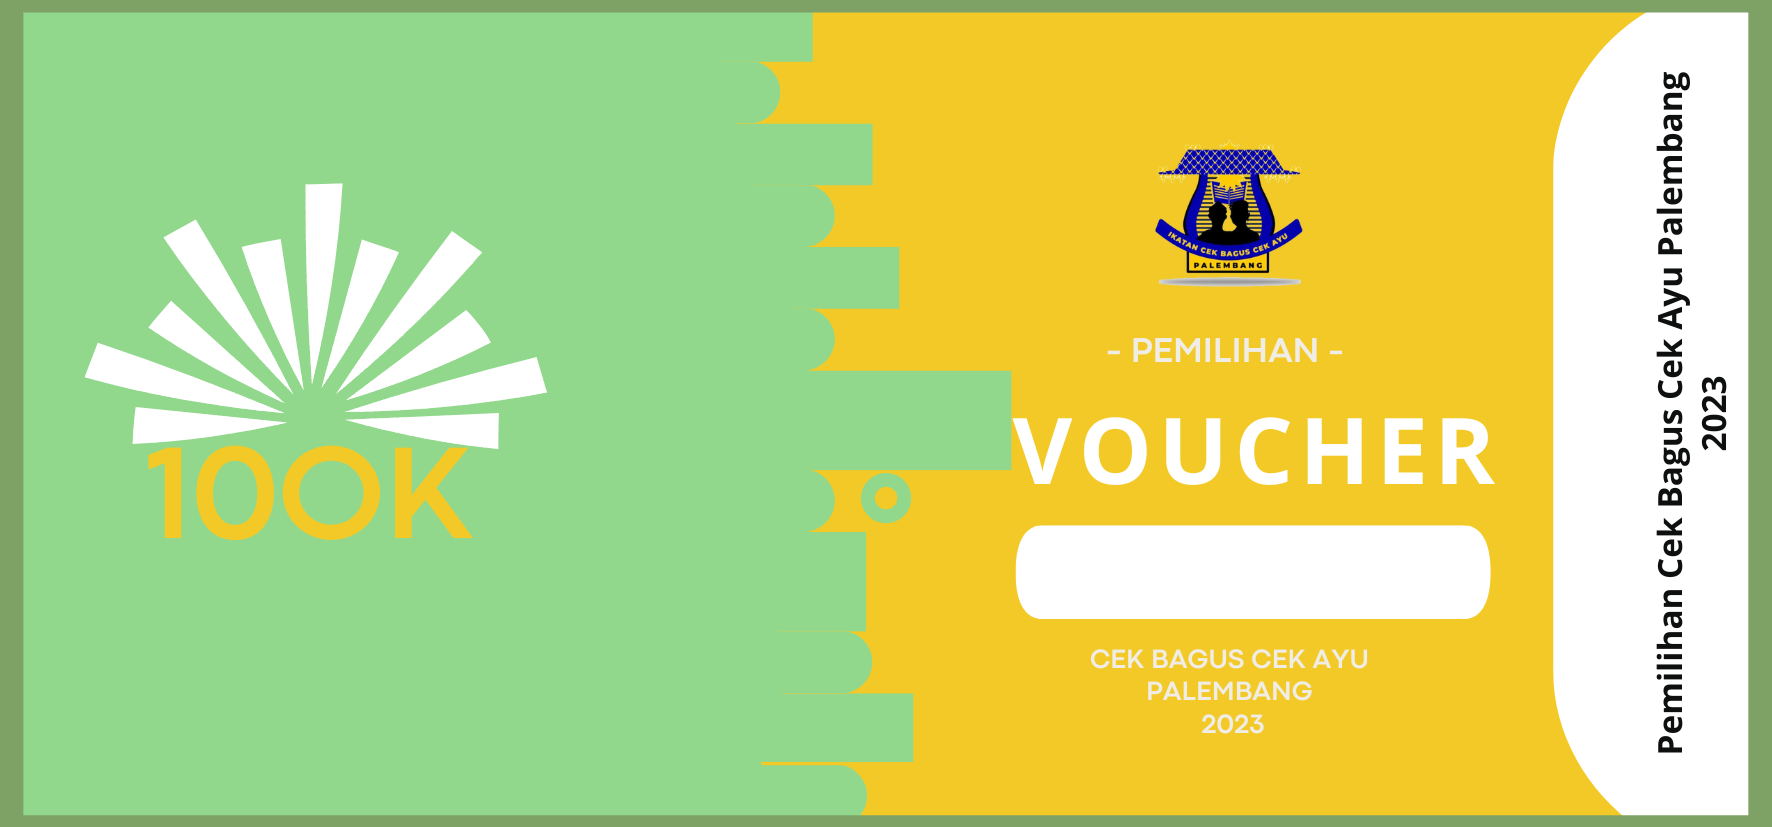 100K
IKATAN CEK BAGUS CEK AYU
PALEMBANG
- PEMILIHAN -
VOUCHER
CEK BAGUS CEK AYU
PALEMBANG
2023
Pemilihan Cek Bagus Cek Ayu Palembang
2023